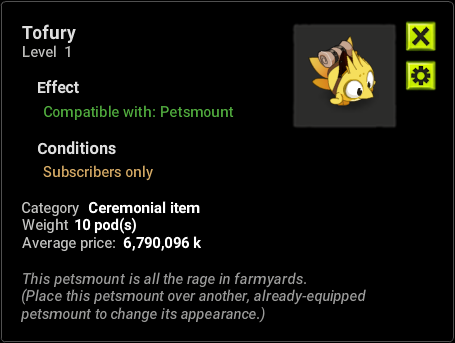 Tofury
Level 1
Effect
Compatible with: Petsmount
Conditions
Subscribers only
Category Ceremonial item
Weight 10 pod(s)
Average price: 6,790,096 k
This petsmount is all the rage in farmyards.
(Place this petsmount over another, already-equipped
petsmount to change its appearance.)